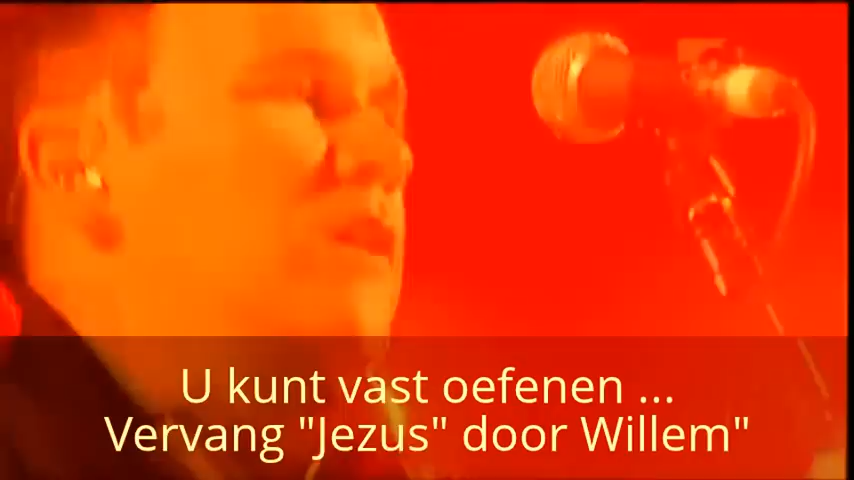 U kunt vast oefenen ...
Vervang "Jezus" door Willem"